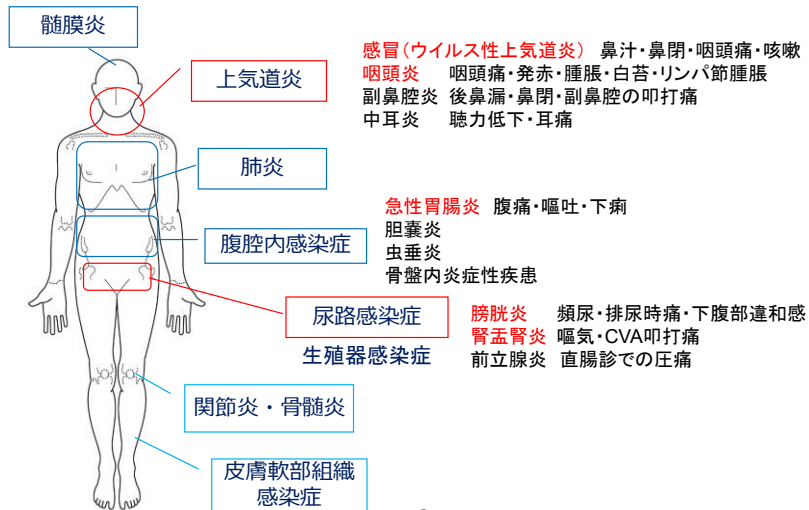 髄膜炎
上気道炎
感冒(ウイルス性上気道炎) 鼻汁・鼻閉・咽頭痛・咳嗽
咽頭炎 咽頭痛・発赤・腫脹・白苔・リンパ節腫脹
副鼻腔炎 後鼻漏・鼻閉・副鼻腔の叩打痛
中耳炎 聴力低下・耳痛
肺炎
急性胃腸炎 腹痛・嘔吐・下痢
胆嚢炎
虫垂炎
骨盤内炎症性疾患
腹腔内感染症
尿路感染症
生殖器感染症
膀胱炎 頻尿・排尿時痛・下腹部違和感
腎盂腎炎 嘔気・CVA叩打痛
前立腺炎 直腸診での圧痛
関節炎・骨髄炎
皮膚軟部組織
感染症